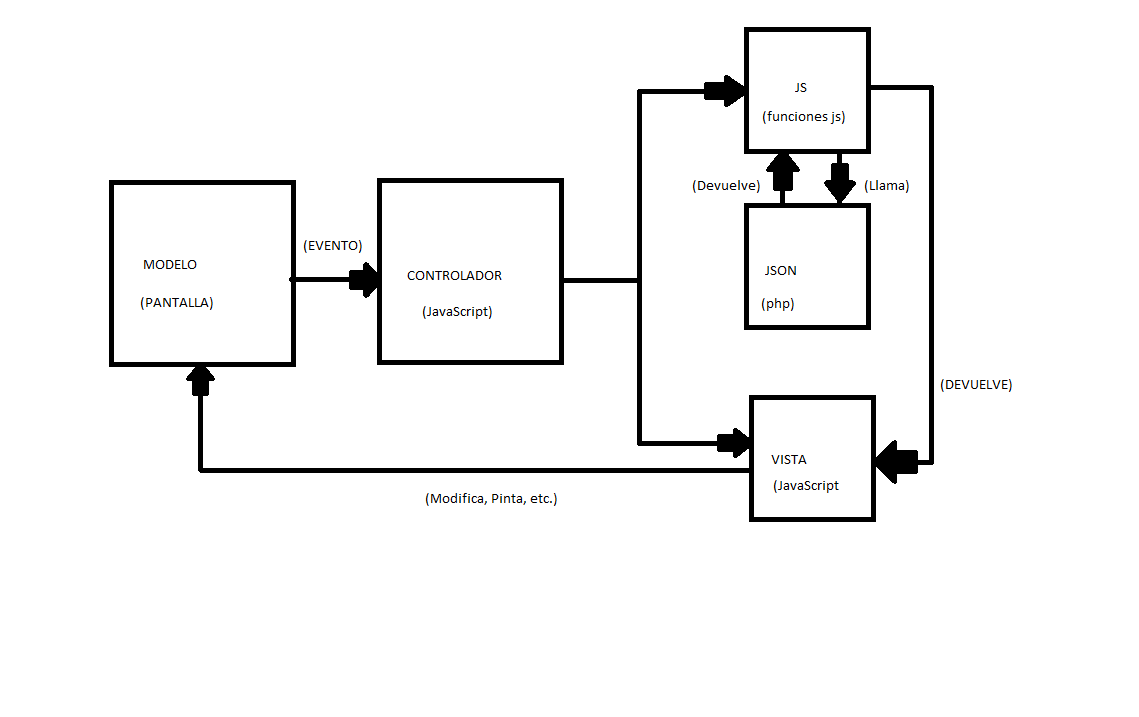 JS
(funciones js)
(Devuelve)
(Llama)
MODELO
(PANTALLA)
(EVENTO)
CONTROLADOR
(JavaScript)
JSON
(php)
(DEVUELVE)
VISTA
(JavaScript
(Modifica, Pinta, etc.)